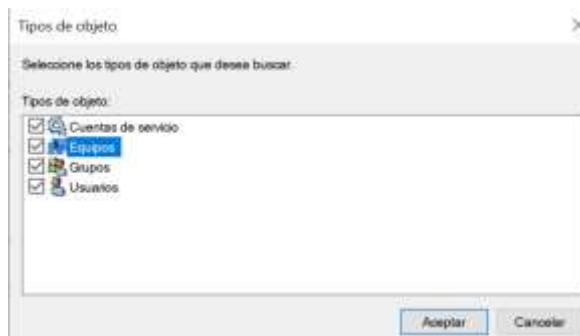 Tipos de objeto
Seleccione los tipos de objeto que desea buscar.
Tipos de objeto:
Cuentas de servicio
Equipos
Grupos
Usuarios
Aceptar Cancelar